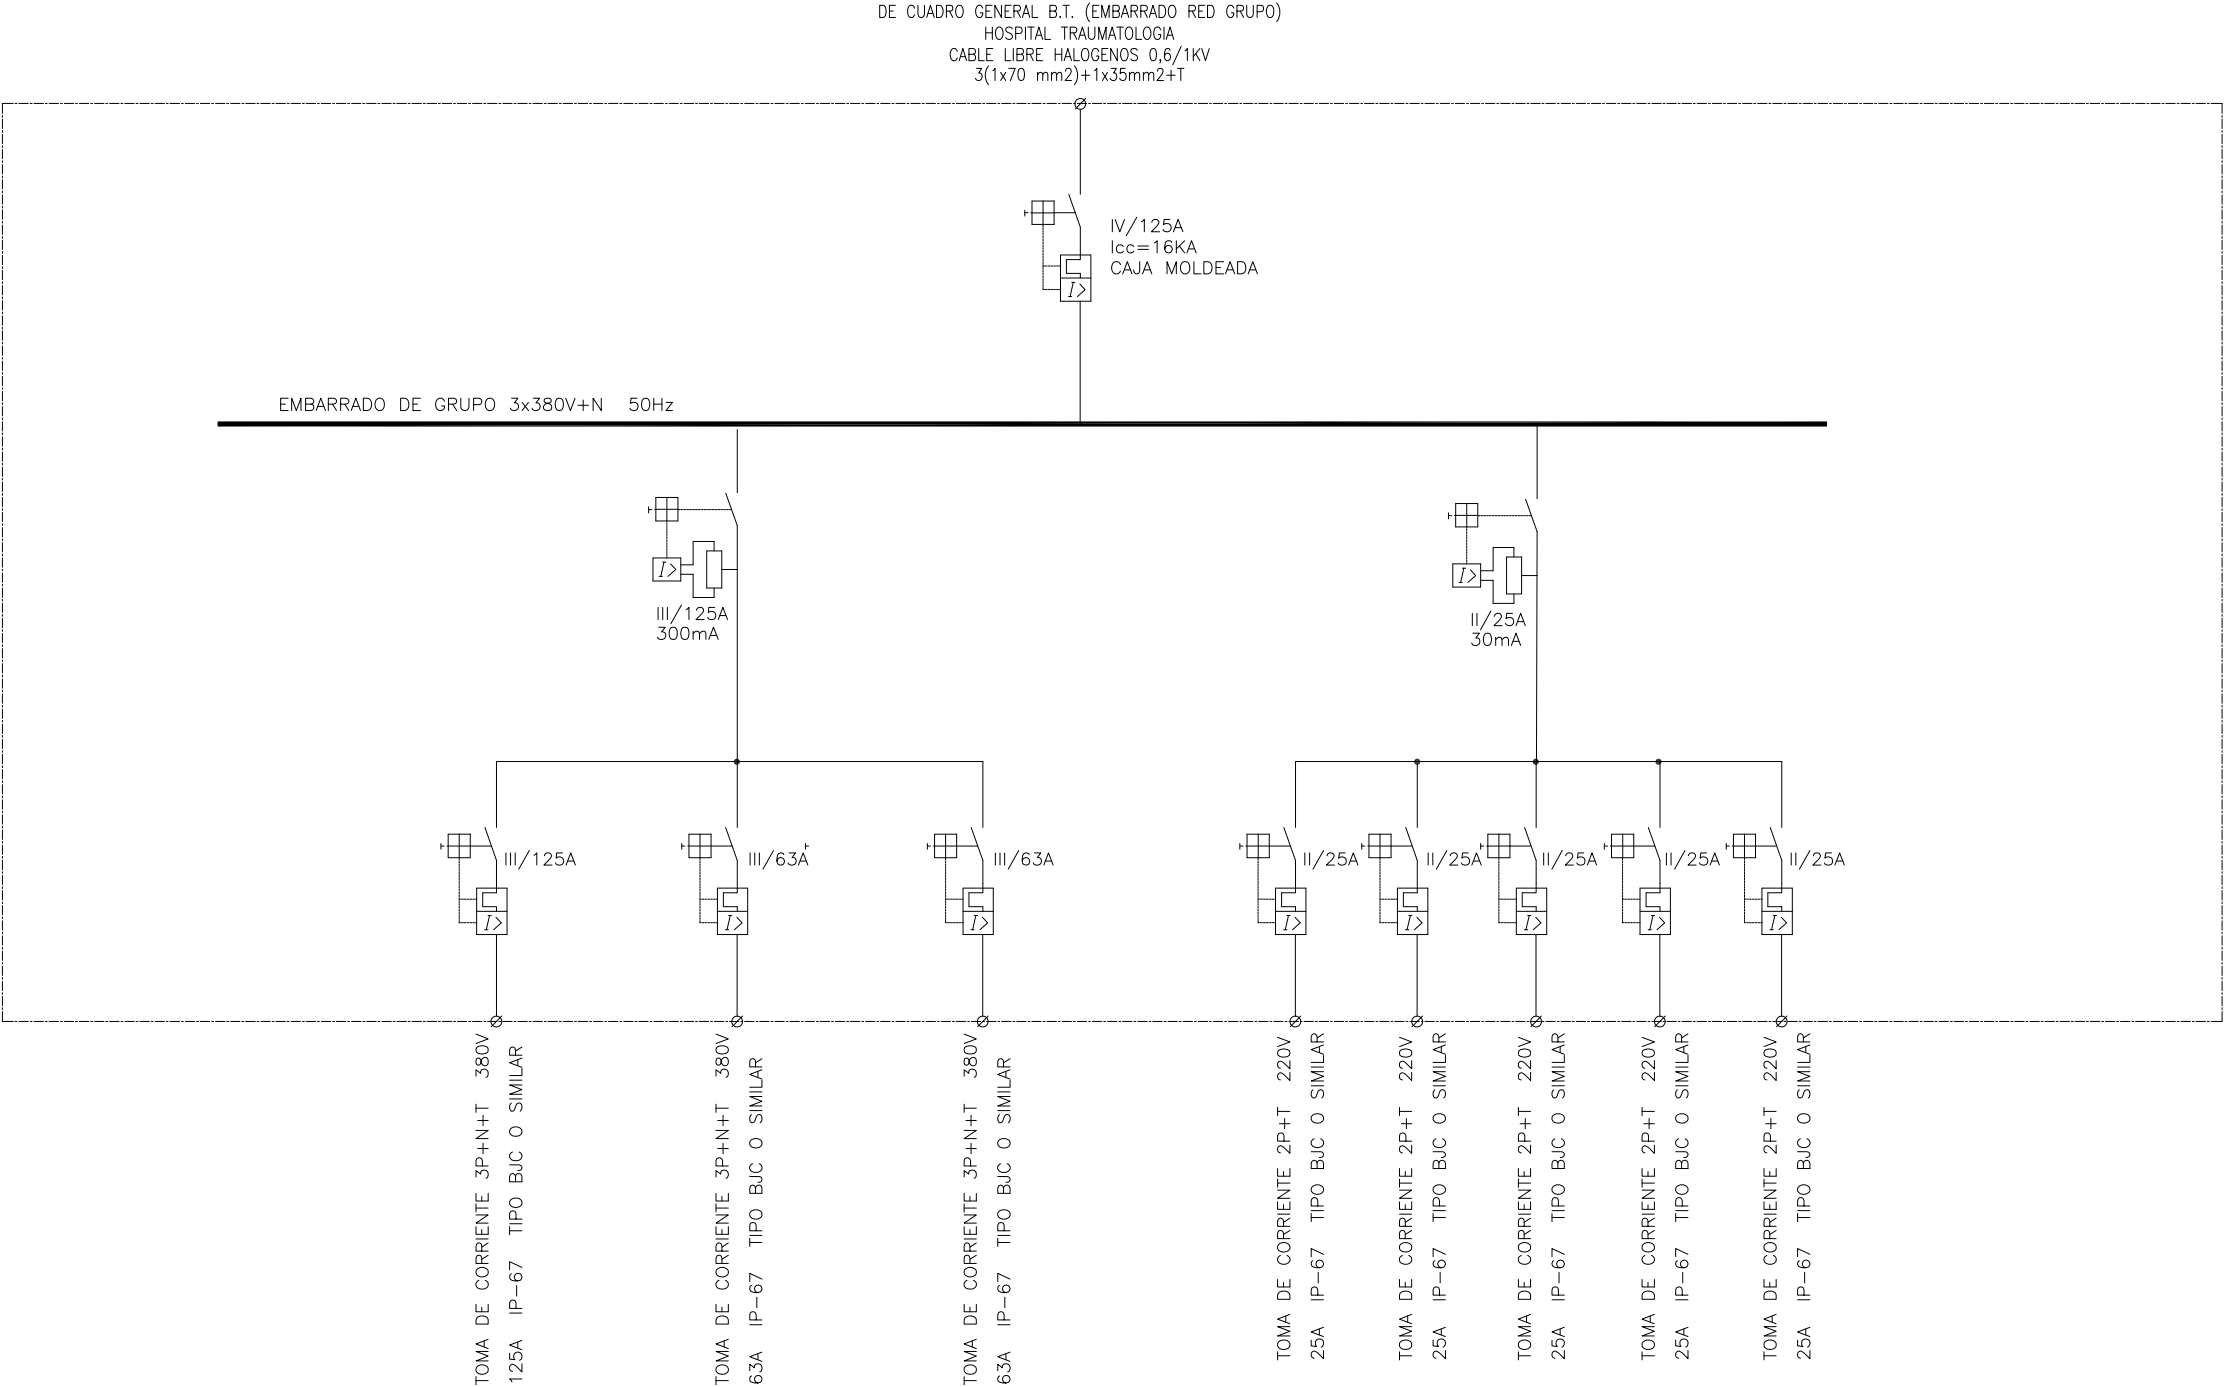 DE CUADRO GENERAL B.T. (EMBARRADO RED GRUPO)
HOSPITAL TRAUMATOLOGIA
CABLE LIBRE HALOGENOS 0,6/1KV
3(1x70 mm2)+1x35mm2+T
IV/125A
Icc=16KA
CAJA MOLDEADA
I>
EMBARRADO DE GRUPO 3x380V+N 50Hz
I>
III/125A
300mA
I>
II/25A
30mA
III/125A
I>
III/63A
I>
III/63A
I>
II/25A
I>
II/25A
I>
II/25A
I>
II/25A
I>
II/25A
I>
TOMA DE CORRIENTE 3P+N+T 380V
125A IP-67 TIPO BJC O SIMILAR
TOMA DE CORRIENTE 3P+N+T 380V
63A IP-67 TIPO BJC O SIMILAR
TOMA DE CORRIENTE 3P+N+T 380V
63A IP-67 TIPO BJC O SIMILAR
TOMA DE CORRIENTE 2P+T 220V
25A IP-67 TIPO BJC O SIMILAR
TOMA DE CORRIENTE 2P+T 220V
25A IP-67 TIPO BJC O SIMILAR
TOMA DE CORRIENTE 2P+T 220V
25A IP-67 TIPO BJC O SIMILAR
TOMA DE CORRIENTE 2P+T 220V
25A IP-67 TIPO BJC O SIMILAR
TOMA DE CORRIENTE 2P+T 220V
25A IP-67 TIPO BJC O SIMILAR